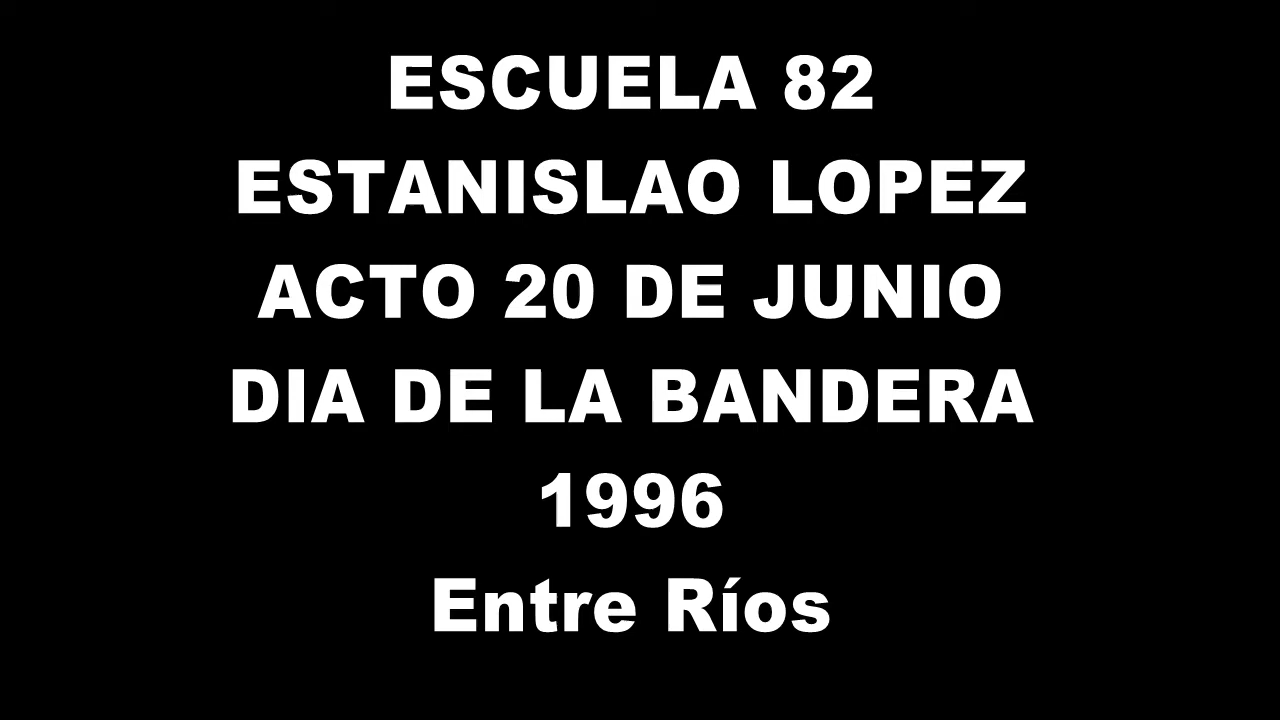 ESCUELA 82
ESTANISLAO LOPEZ
ACTO 20 DE JUNIO
DIA DE LA BANDERA
1996
Entre Ríos